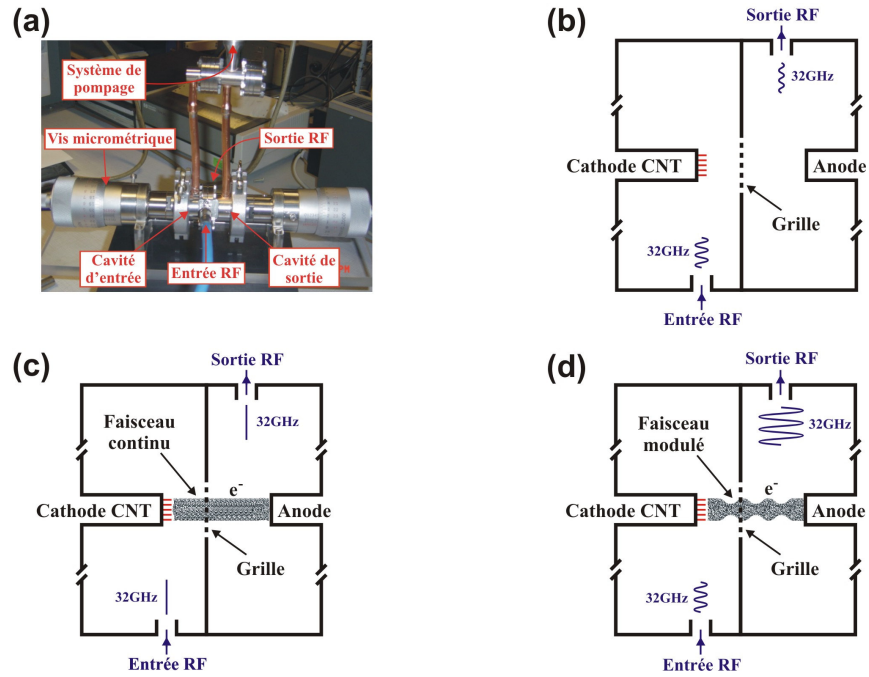 (a)
Système de
pompage
Vis micrométrique
Sortie RF
Cavité
d'entrée
Entrée RF
Cavité de
sortie
(b)
Sortie RF
32GHz
Cathode CNT
Anode
Grille
32GHz
Entrée RF
(c)
Sortie RF
Faisceau
continu
32GHz
e-
Cathode CNT
Anode
Grille
32GHz
Entrée RF
(d)
Sortie RF
Faisceau
modulé
32GHz
e-
Cathode CNT
Anode
Grille
32GHz
Entrée RF